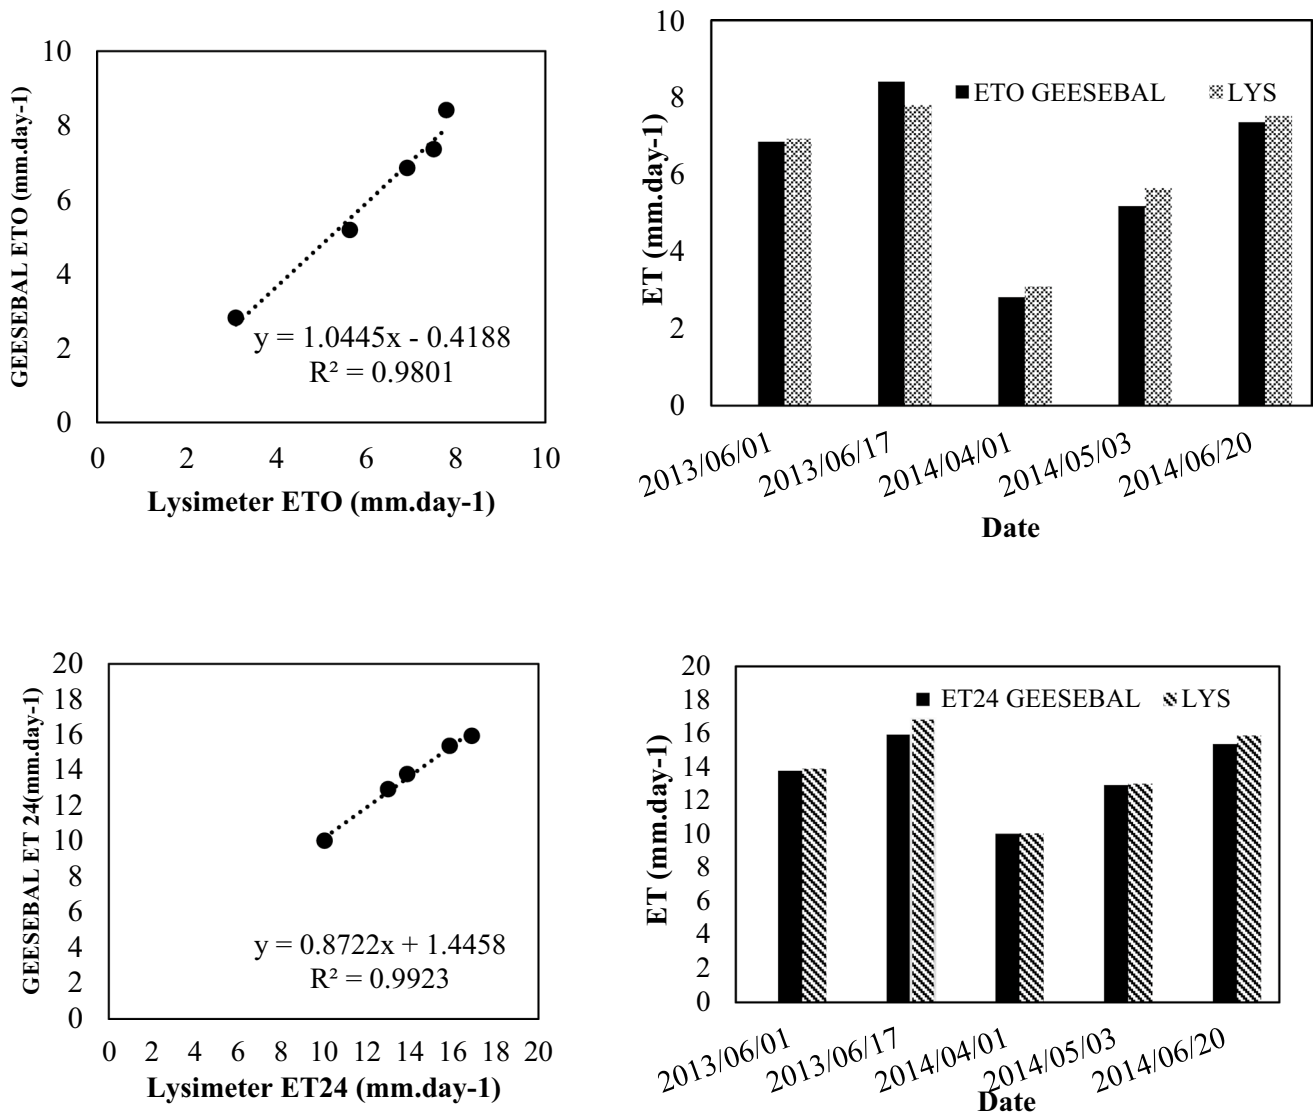 10
8
6
4
2
0
GEESEBAL ETO (mm.day-1)
y = 1.0445x - 0.4188
R² = 0.9801
0 2 4 6 8 10
Lysimeter ETO (mm.day-1)
10
8
6
4
2
0
ET (mm.day-1)
ETO GEESEBAL LYS
2013/06/01 2013/06/17 2014/04/01 2014/05/03 2014/06/20
Date
20
18
16
14
12
10
8
6
4
2
0
GEESEBAL ET 24(mm.day-1)
y = 0.8722x + 1.4458
R² = 0.9923
0 2 4 6 8 10 12 14 16 18 20
Lysimeter ET24 (mm.day-1)
20
18
16
14
12
10
8
6
4
2
0
ET (mm.day-1)
ET24 GEESEBAL LYS
2013/06/01 2013/06/17 2014/04/01 2014/05/03 2014/06/20
Date